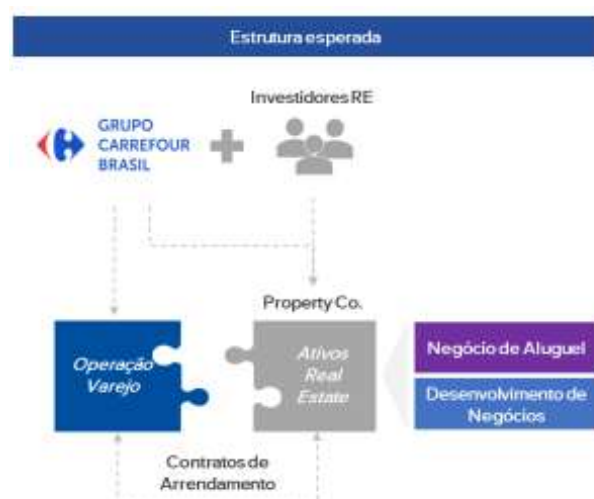 Estrutura esperada
Investidores RE
GRUPO
CARREFOUR
BRASIL
Property Co.
Operação
Varejo
Ativos
Real
Estate
Negócio de Aluguel
Desenvolvimento de
Negócios
Contratos de
Arrendamento